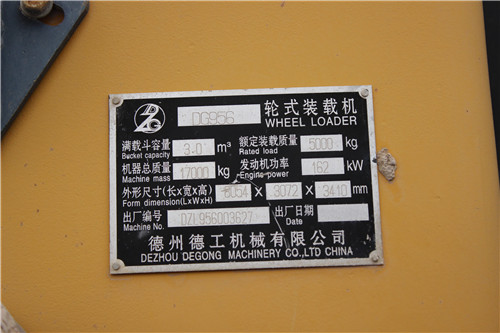 DG956 轮式装载机
WHEEL LOADER
满载斗容量 3.0 m³ 额定装载质量 5000 kg
Bucket capacity Rated load
机器总质量 17000 kg 发动机功率 162 kW
Machine mass Engine power
外形尺寸(长x宽x高) 8054 x 3072 x 3410 mm
Form dimension(LxWxH)
出厂编号 07L956003627 出厂日期
Machine No. Date
德州德工机械有限公司
DEZHOU DEGONG MACHINERY CO.,LTD CHINA